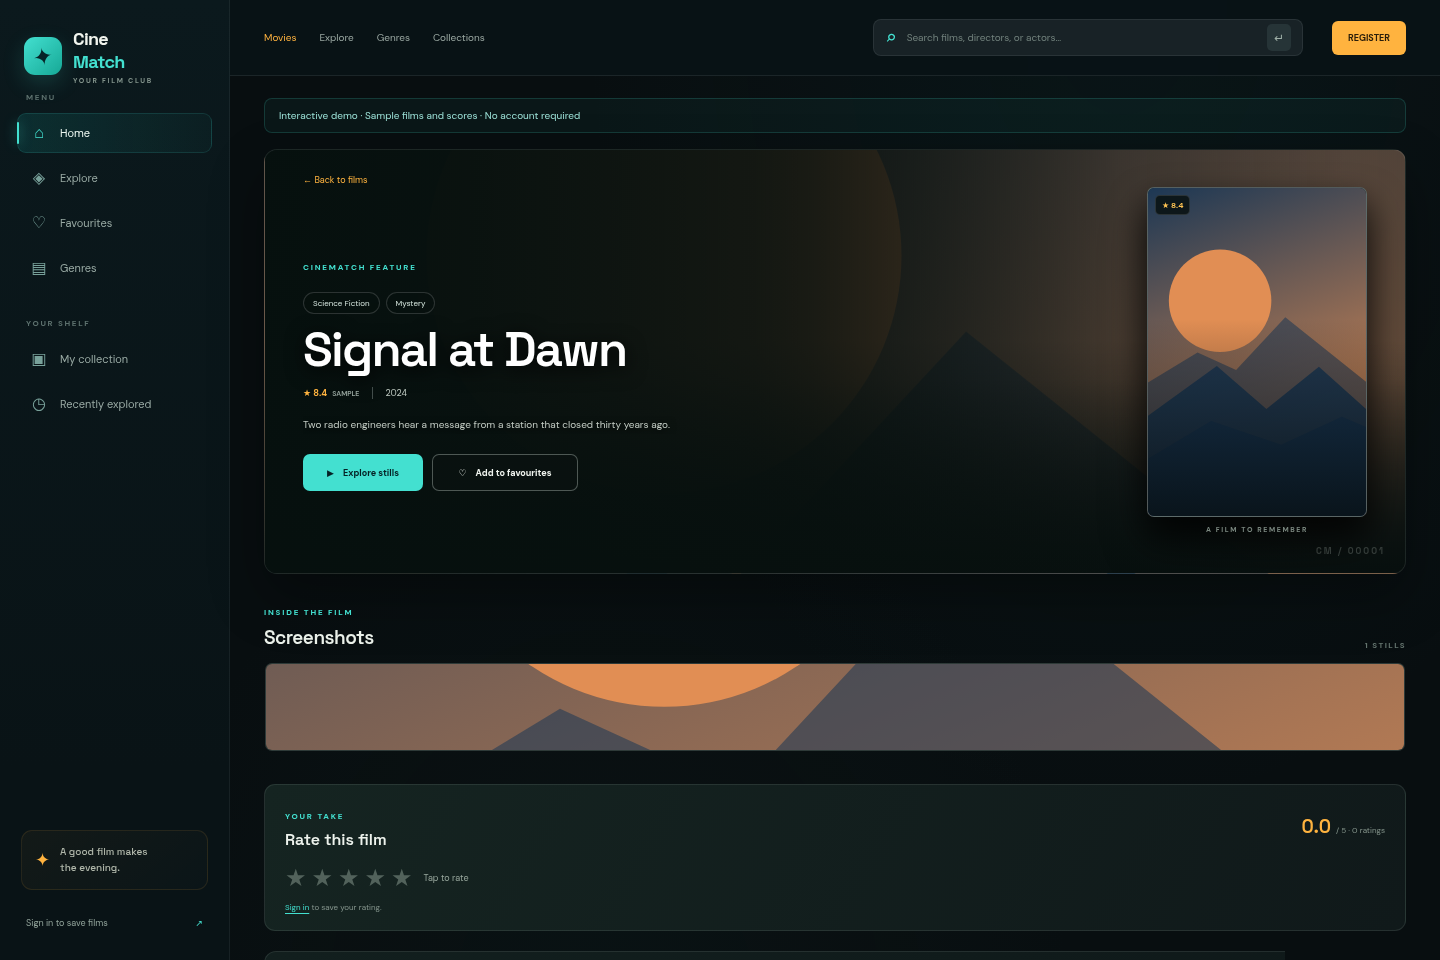 Cine
Match
YOUR FILM CLUB
MENU
Home
Explore
Favourites
Genres
YOUR SHELF
My collection
Recently explored
A good film makes
the evening.
Sign in to save films ↗
Movies Explore Genres Collections
Search films, directors, or actors...
REGISTER
Interactive demo · Sample films and scores · No account required
← Back to films
CINEMATCH FEATURE
Science Fiction Mystery
Signal at Dawn
★ 8.4 SAMPLE 2024
Two radio engineers hear a message from a station that closed thirty years ago.
▶ Explore stills ♡ Add to favourites
★ 8.4
A FILM TO REMEMBER
CM / 00001
INSIDE THE FILM
Screenshots
1 STILLS
YOUR TAKE
Rate this film
0.0 / 5 · 0 ratings
★ ★ ★ ★ ★ Tap to rate
Sign in to save your rating.